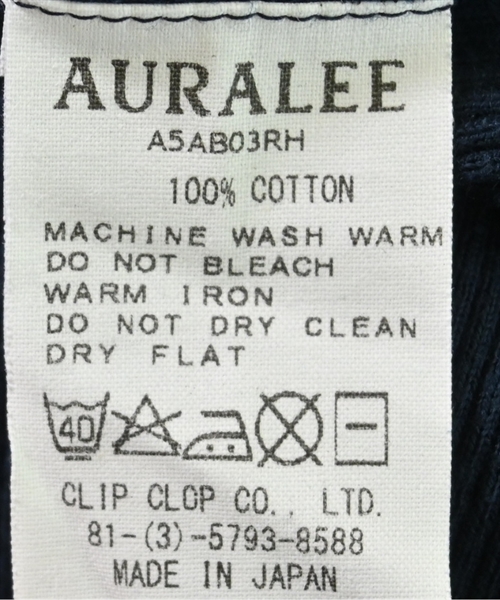 AURALEE
A5AB03RH
100% COTTON
MACHINE WASH WARM
DO NOT BLEACH
WARM IRON
DO NOT DRY CLEAN
DRY FLAT
40
CLIP CLOP CO., LTD.
81-(3)-5793-8588
MADE IN JAPAN